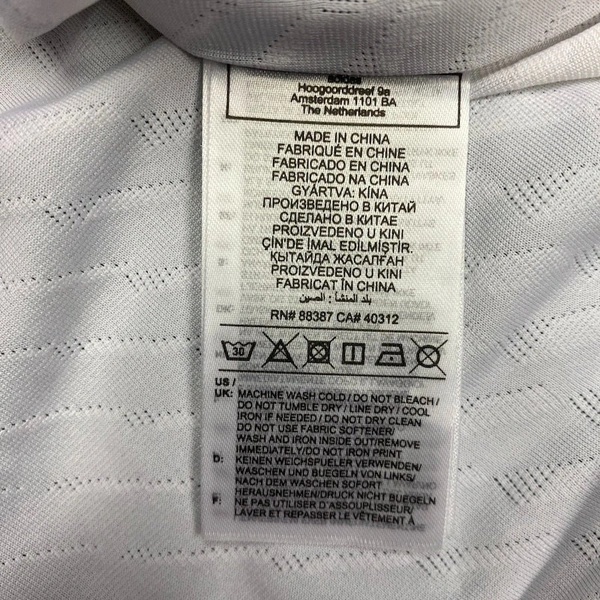 adidas
Hoogoorddreef 9a
Amsterdam 1101 BA
The Netherlands
MADE IN CHINA
FABRIQUÉ EN CHINE
FABRICADO EN CHINA
FABRICADO NA CHINA
GYÁRTVA: KÍNA
ПРОИЗВЕДЕНО В КИТАЙ
СДЕЛАНО В КИТАЕ
PROIZVEDENO U KINI
ÇIN'DE İMAL EDİLMİŞTİR.
ҚЫТАЙДА ЖАСАЛҒАН
PROIZVEDENO U KINI
FABRICAT ÎN CHINA
بلد المنشأ : الصين
RN# 88387 CA# 40312
30
US /
UK: MACHINE WASH COLD / DO NOT BLEACH /
DO NOT TUMBLE DRY / LINE DRY / COOL
IRON IF NEEDED / DO NOT DRY CLEAN
DO NOT USE FABRIC SOFTENER/
WASH AND IRON INSIDE OUT/REMOVE
IMMEDIATELY/DO NOT IRON PRINT
D: KEINEN WEICHSPUELER VERWENDEN/
WASCHEN UND BUEGELN VON LINKS/
NACH DEM WASCHEN SOFORT
HERAUSNEHMEN/DRUCK NICHT BUEGELN
F: NE PAS UTILISER D'ASSOUPLISSEUR/
LAVER ET REPASSER LE VÊTEMENT À